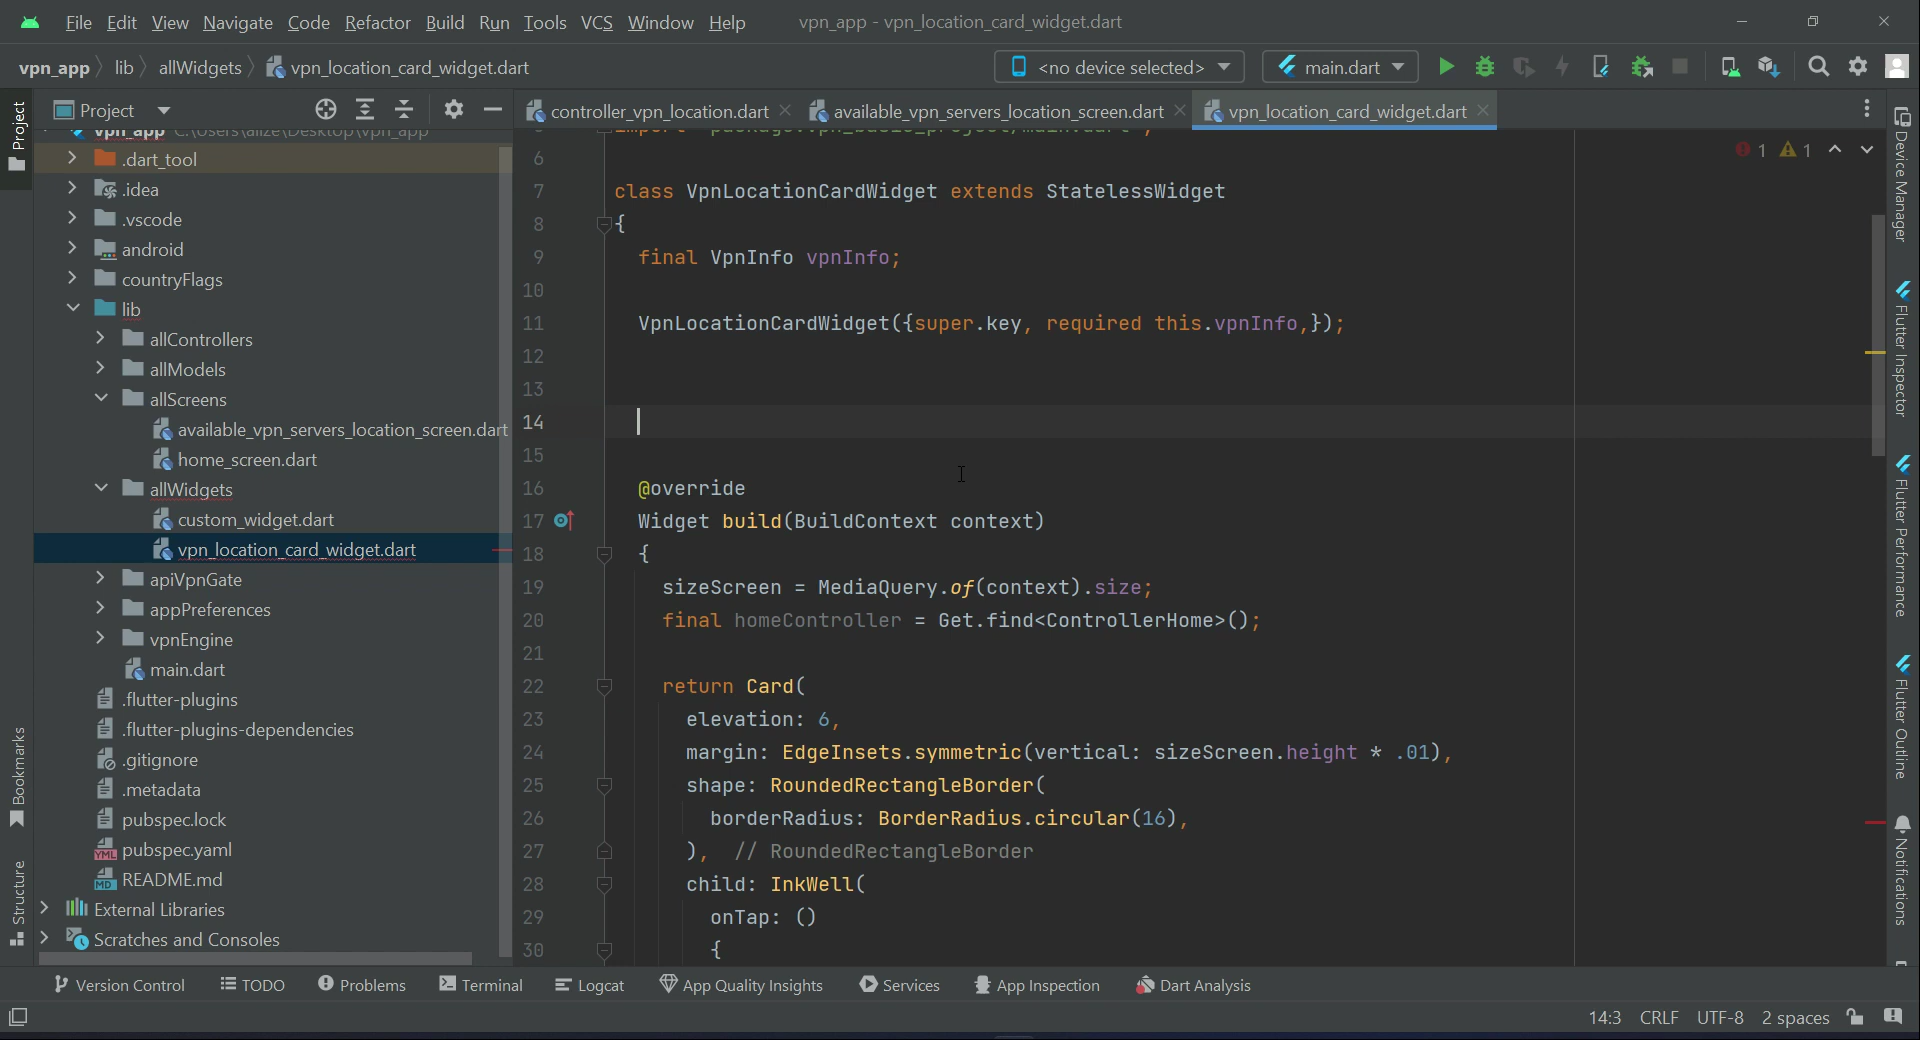 File Edit View Navigate Code Refactor Build Run Tools VCS Window Help vpn_app - vpn_location_card_widget.dart
vpn_app lib allWidgets vpn_location_card_widget.dart <no device selected> main.dart
Project
controller_vpn_location.dart available_vpn_servers_location_screen.dart vpn_location_card_widget.dart
vpn_app
.dart_tool
.idea
.vscode
android
countryFlags
lib
allControllers
allModels
allScreens
available_vpn_servers_location_screen.dart
home_screen.dart
allWidgets
custom_widget.dart
vpn_location_card_widget.dart
apiVpnGate
appPreferences
vpnEngine
main.dart
.flutter-plugins
.flutter-plugins-dependencies
.gitignore
.metadata
pubspec.lock
pubspec.yaml
README.md
External Libraries
Scratches and Consoles
Project
Bookmarks
Structure
1 1
6
7 class VpnLocationCardWidget extends StatelessWidget
8 {
9 final VpnInfo vpnInfo;
10
11 VpnLocationCardWidget({super.key, required this.vpnInfo,});
12
13
14
15
16 @override
17 Widget build(BuildContext context)
18 {
19 sizeScreen = MediaQuery.of(context).size;
20 final homeController = Get.find<ControllerHome>();
21
22 return Card(
23 elevation: 6,
24 margin: EdgeInsets.symmetric(vertical: sizeScreen.height * .01),
25 shape: RoundedRectangleBorder(
26 borderRadius: BorderRadius.circular(16),
27 ), // RoundedRectangleBorder
28 child: InkWell(
29 onTap: ()
30 {
Device Manager
Flutter Inspector
Flutter Performance
Flutter Outline
Notifications
Version Control TODO Problems Terminal Logcat App Quality Insights Services App Inspection Dart Analysis
14:3 CRLF UTF-8 2 spaces